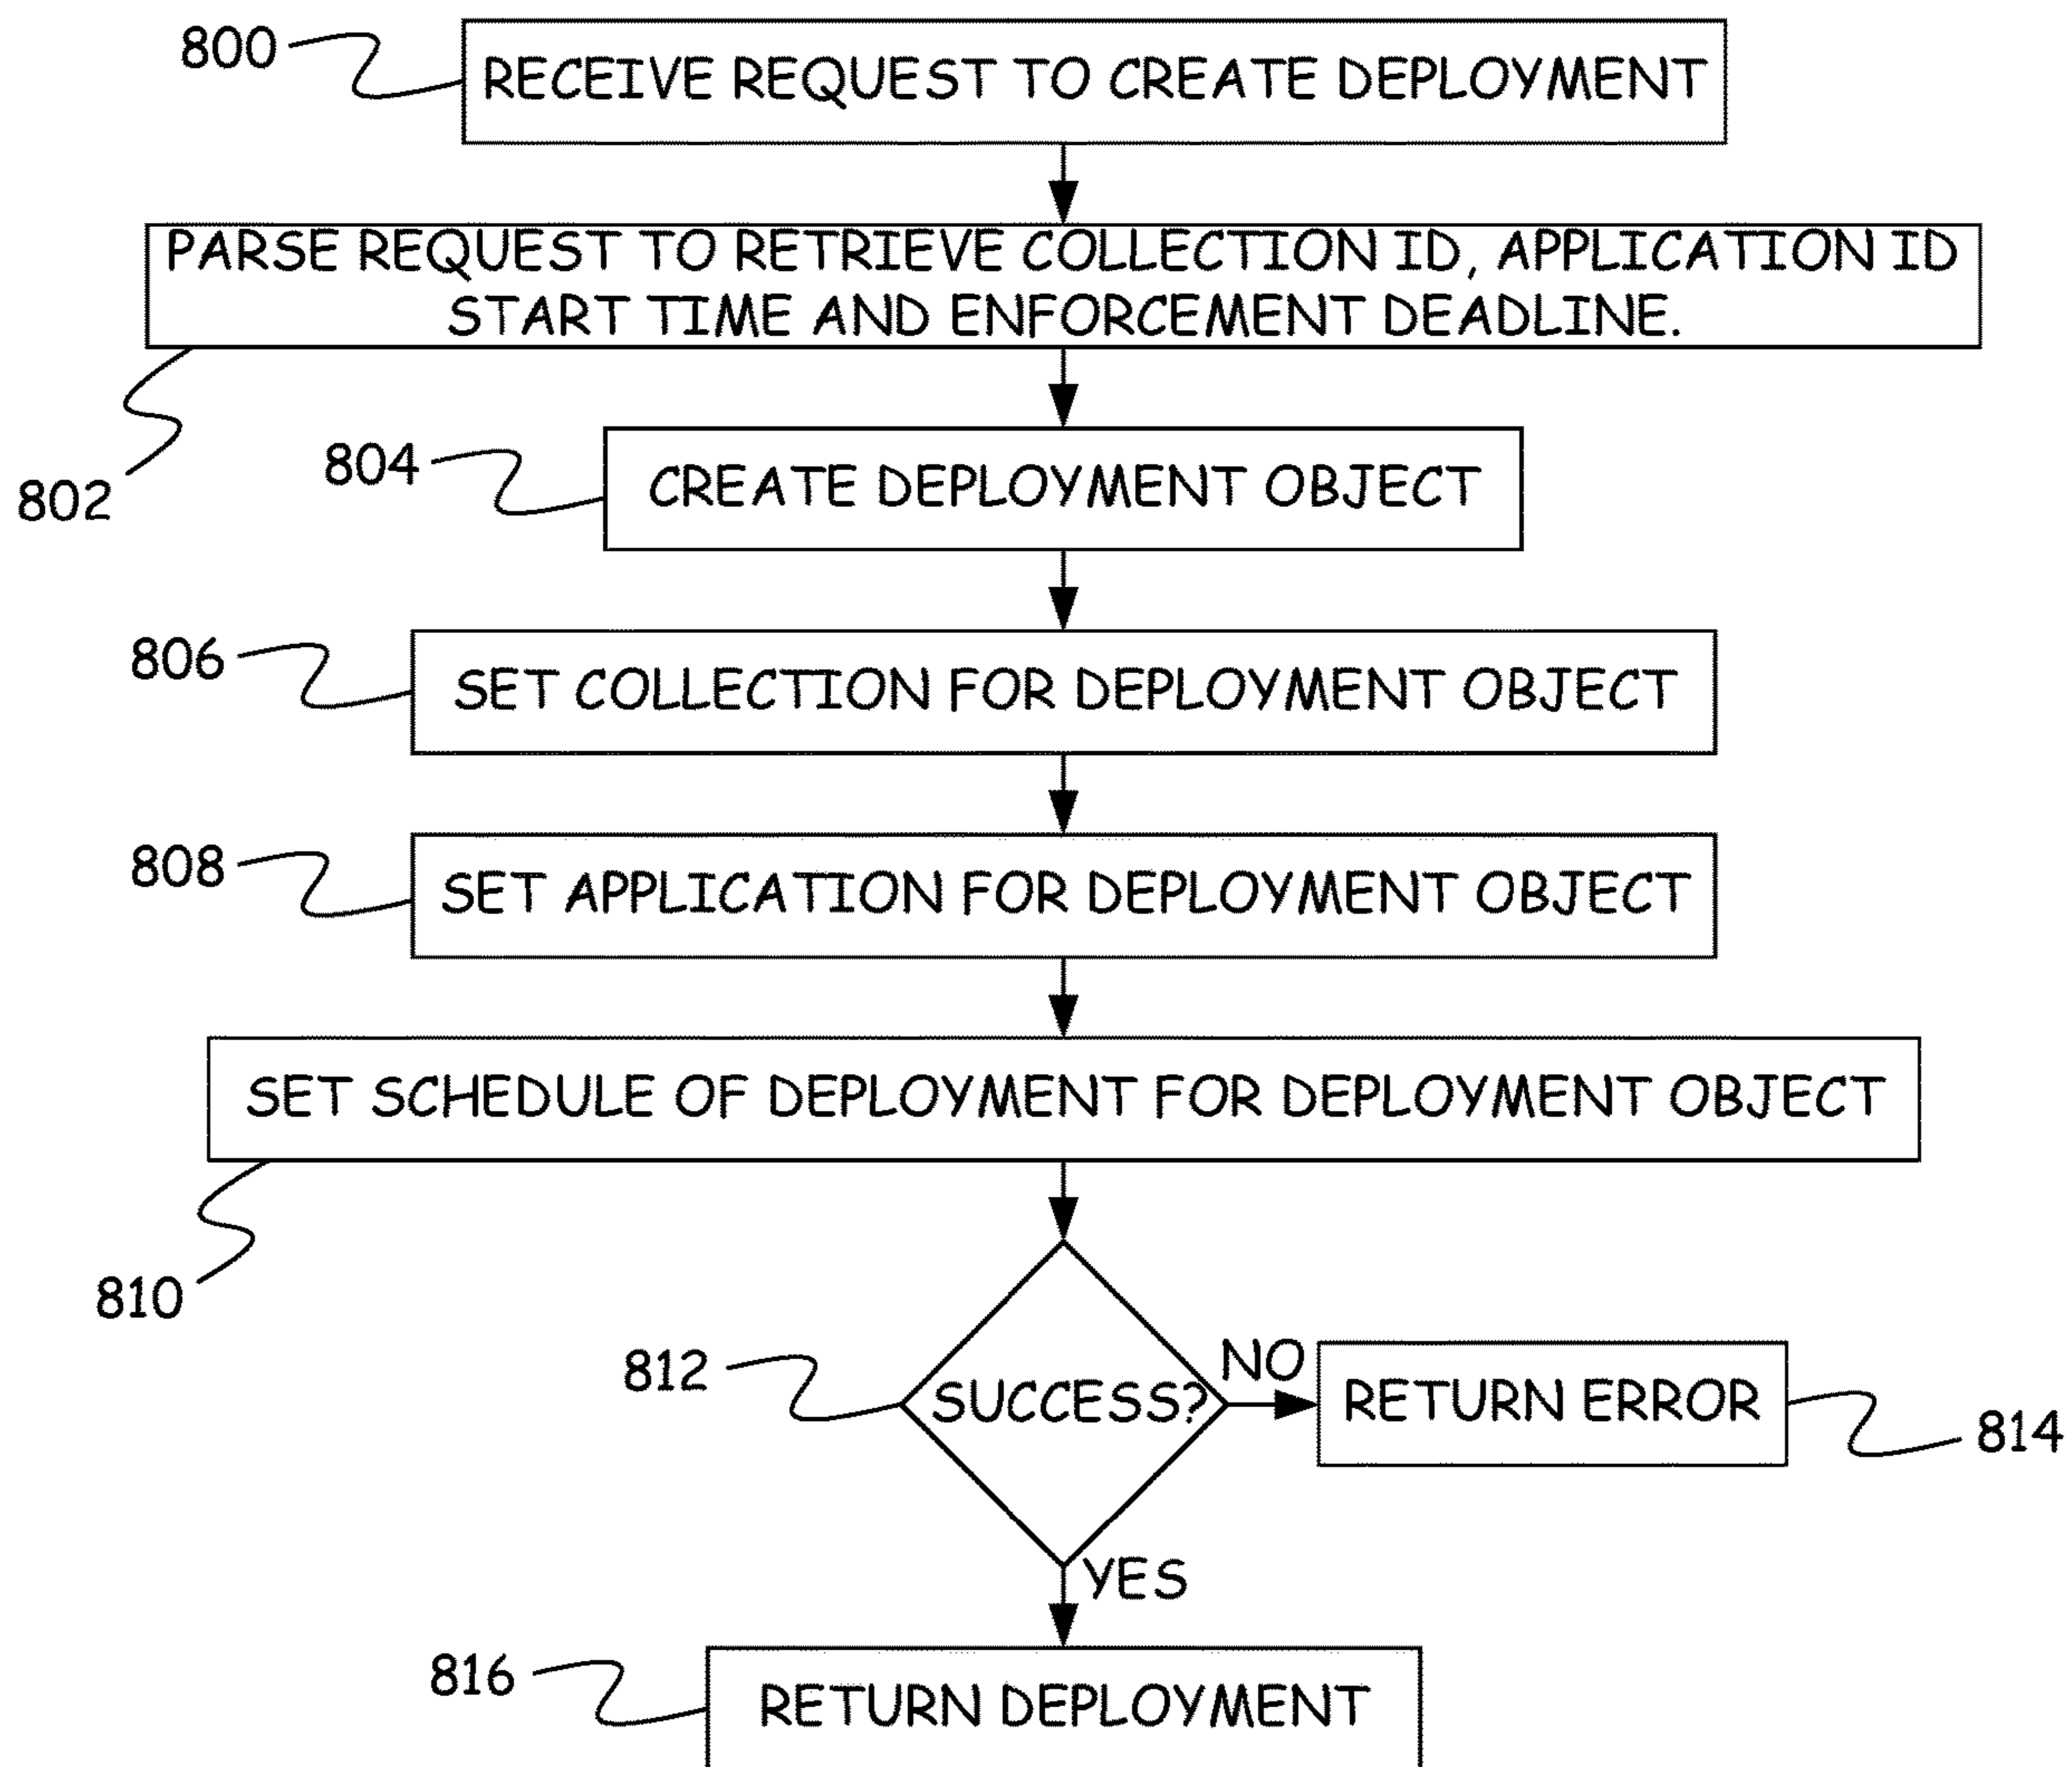 800
RECEIVE REQUEST TO CREATE DEPLOYMENT
PARSE REQUEST TO RETRIEVE COLLECTION ID, APPLICATION ID
START TIME AND ENFORCEMENT DEADLINE.
802
804
CREATE DEPLOYMENT OBJECT
806
SET COLLECTION FOR DEPLOYMENT OBJECT
808
SET APPLICATION FOR DEPLOYMENT OBJECT
SET SCHEDULE OF DEPLOYMENT FOR DEPLOYMENT OBJECT
810
812
SUCCESS?
NO
RETURN ERROR
814
YES
816
RETURN DEPLOYMENT